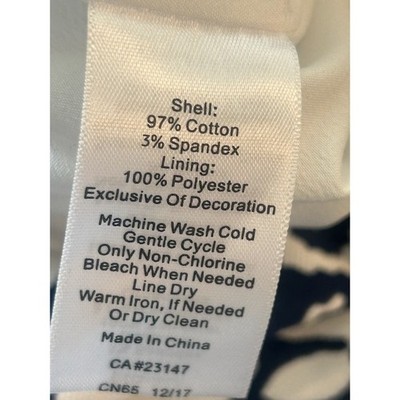 Shell:
97% Cotton
3% Spandex
Lining:
100% Polyester
Exclusive Of Decoration
Machine Wash Cold
Gentle Cycle
Only Non-Chlorine
Bleach When Needed
Line Dry
Warm Iron, If Needed
Or Dry Clean
Made In China
CA#23147
CN65 12/17